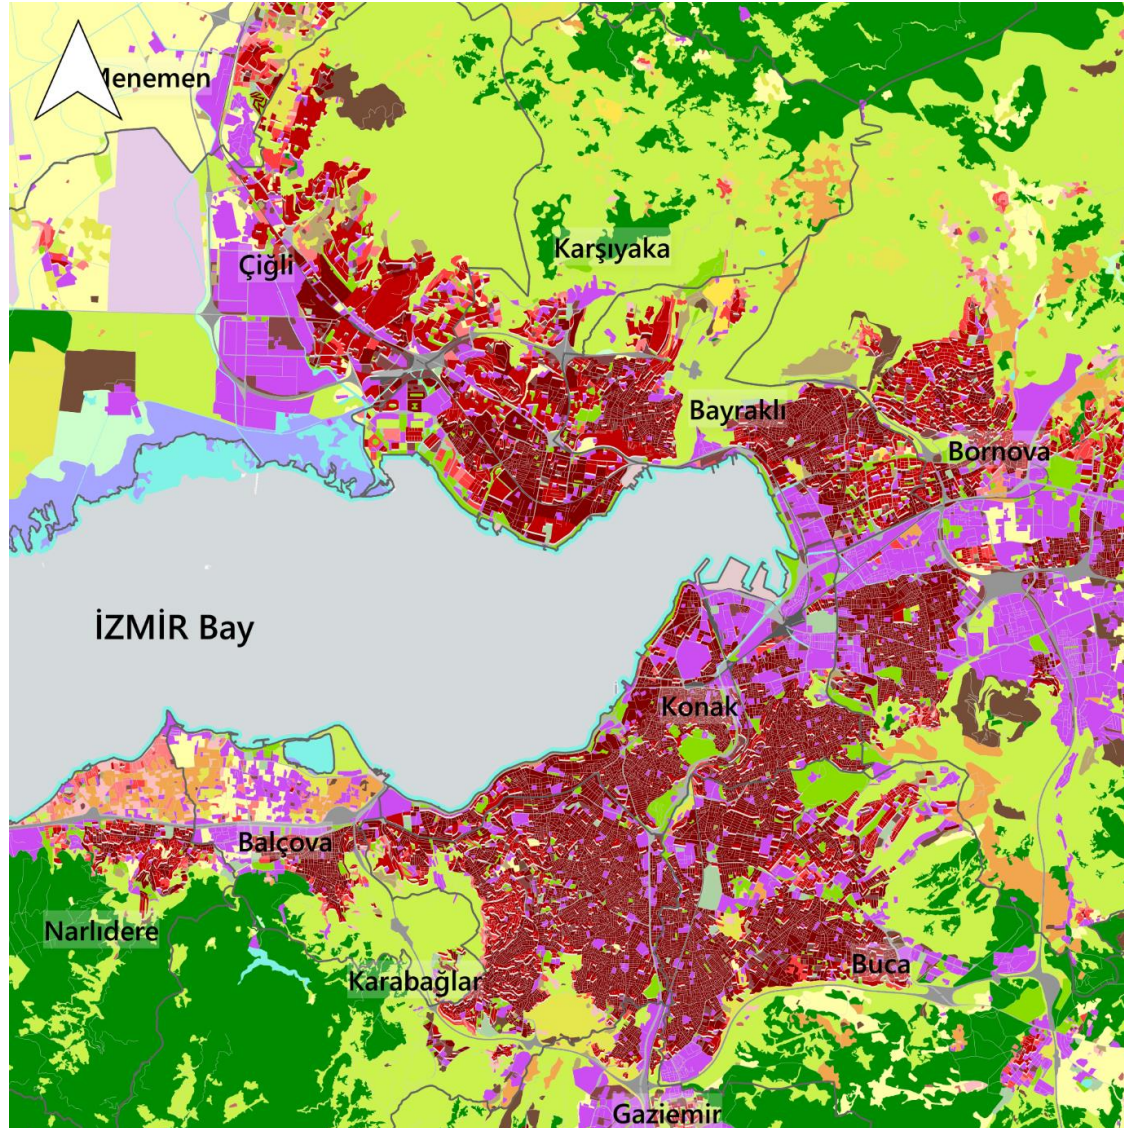 Menemen
Çiğli
Karşıyaka
Bayraklı
Bornova
İZMİR Bay
Konak
Balçova
Narlıdere
Karabağlar
Buca
Gaziemir